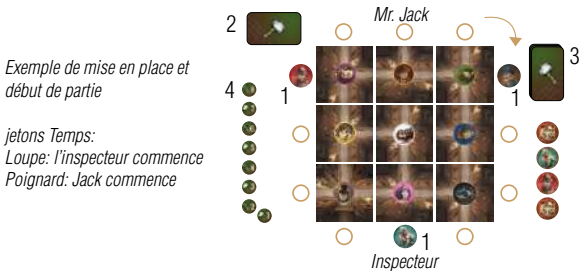 Mr. Jack
2
3
Exemple de mise en place et
début de partie
4
1
1
jetons Temps:
Loupe: l'inspecteur commence
Poignard: Jack commence
1
Inspecteur